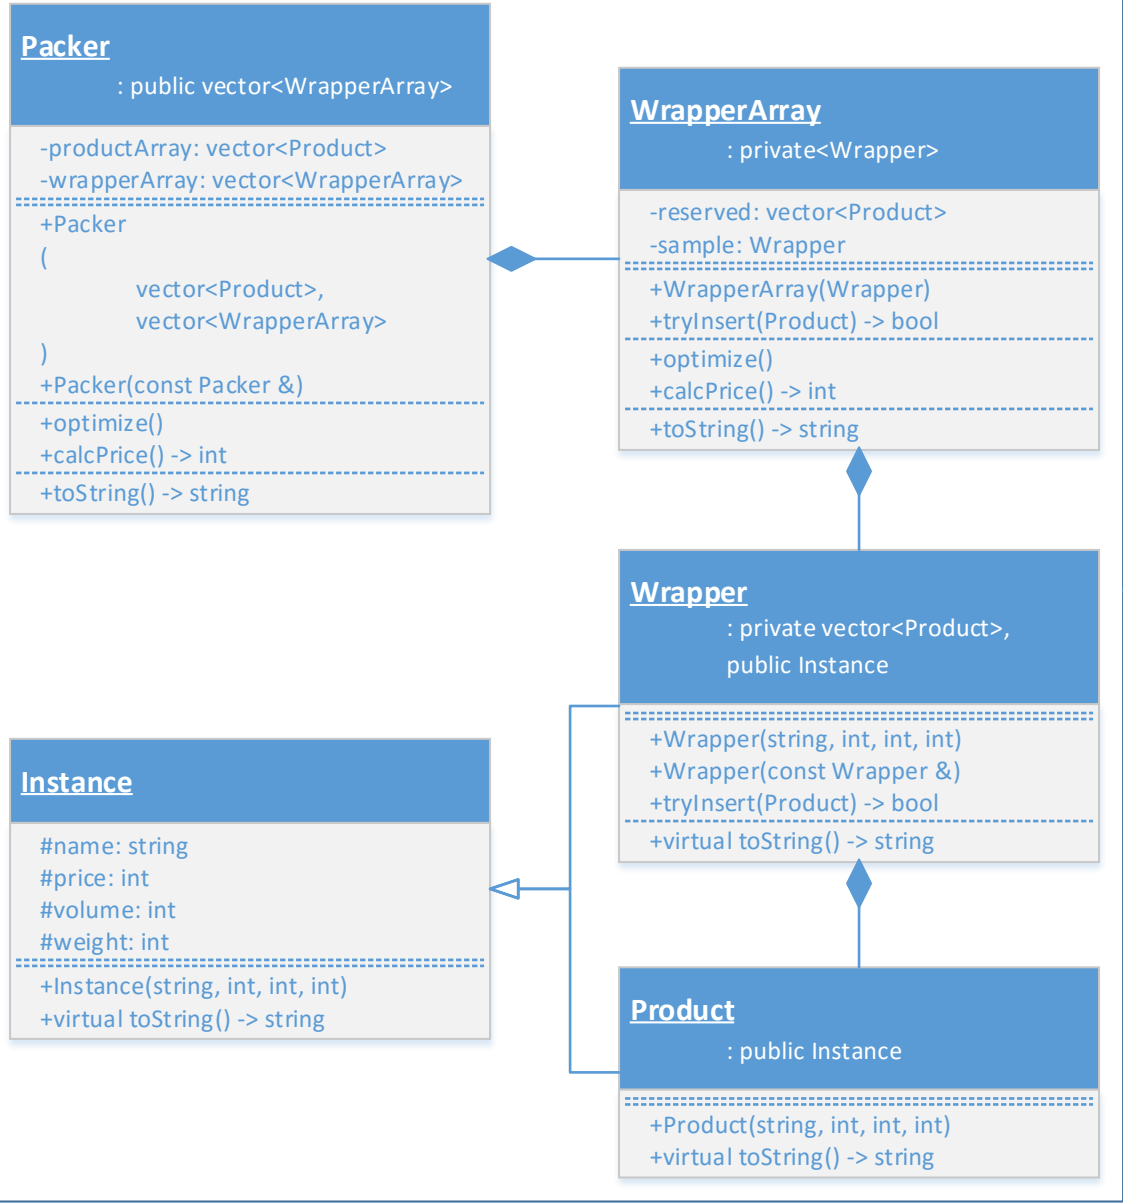 Packer
: public vector<WrapperArray>
-productArray: vector<Product>
-wrapperArray: vector<WrapperArray>
+Packer
(
vector<Product>,
vector<WrapperArray>
)
+Packer(const Packer &)
+optimize()
+calcPrice() -> int
+toString() -> string
WrapperArray
: private<Wrapper>
-reserved: vector<Product>
-sample: Wrapper
+WrapperArray(Wrapper)
+tryInsert(Product) -> bool
+optimize()
+calcPrice() -> int
+toString() -> string
Wrapper
: private vector<Product>,
public Instance
+Wrapper(string, int, int, int)
+Wrapper(const Wrapper &)
+tryInsert(Product) -> bool
+virtual toString() -> string
Instance
#name: string
#price: int
#volume: int
#weight: int
+Instance(string, int, int, int)
+virtual toString() -> string
Product
: public Instance
+Product(string, int, int, int)
+virtual toString() -> string